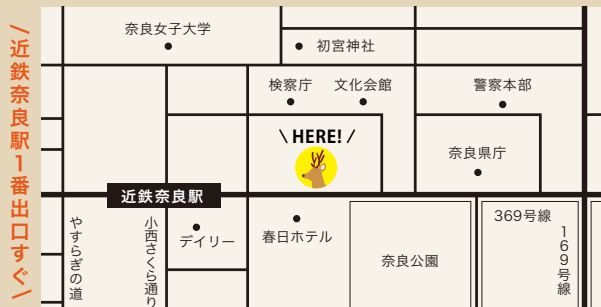 \近鉄奈良駅1番出口すぐ/
奈良女子大学
初宮神社
検察庁
文化会館
警察本部
\ HERE! /
奈良県庁
近鉄奈良駅
やすらぎの道
小西さくら通り
デイリー
春日ホテル
奈良公園
369号線
169号線